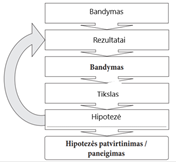 Bandymas
Rezultatai
Bandymas
Tikslas
Hipotezė
Hipotezės patvirtinimas /
paneigimas